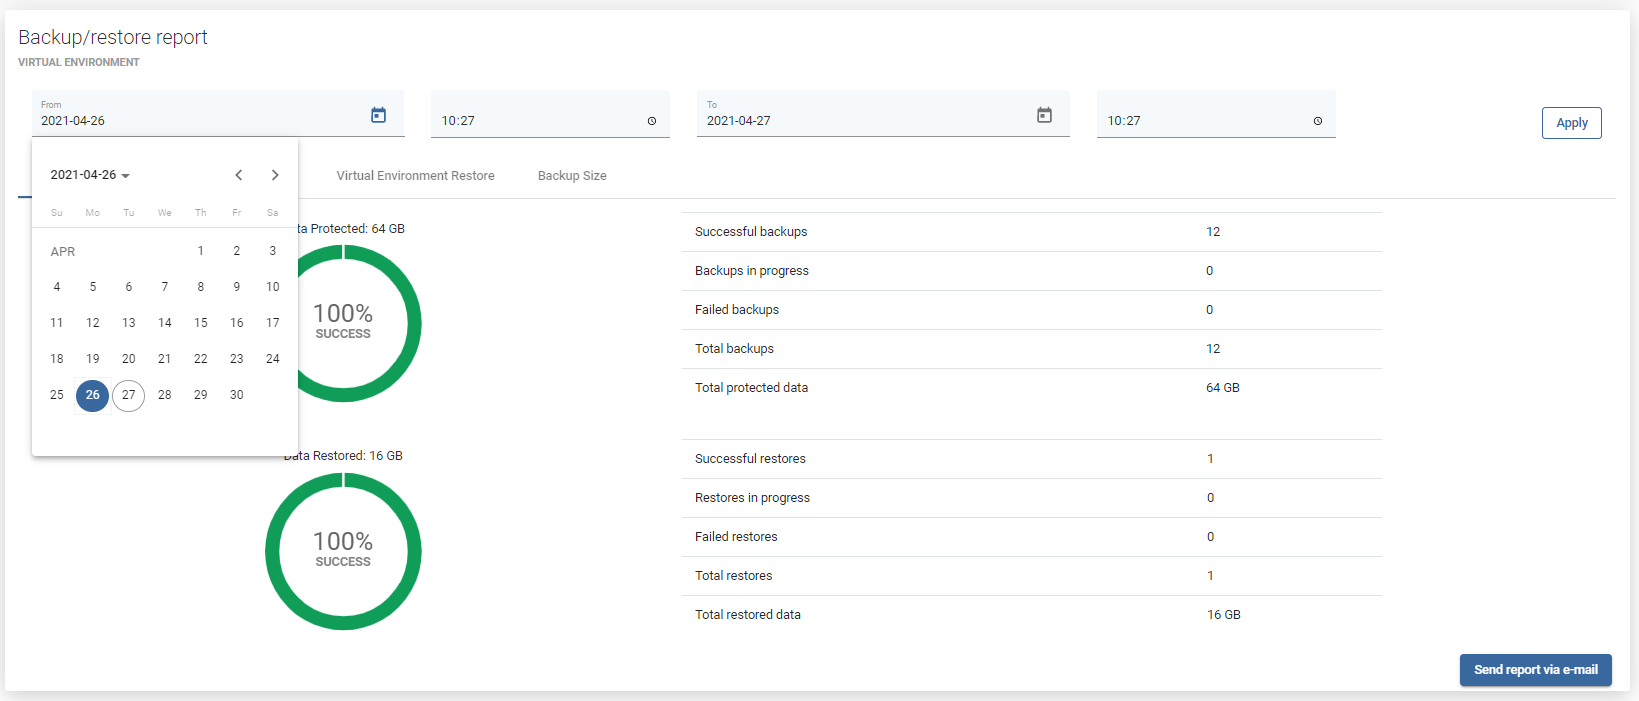 Backup/restore report
VIRTUAL ENVIRONMENT
From
2021-04-26
10:27
To
2021-04-27
10:27
Apply
2021-04-26
Virtual Environment Restore
Backup Size
Su Mo Tu We Th Fr Sa
APR 1 2 3
4 5 6 7 8 9 10
11 12 13 14 15 16 17
18 19 20 21 22 23 24
25 26 27 28 29 30
ta Protected: 64 GB
100%
SUCCESS
Successful backups 12
Backups in progress 0
Failed backups 0
Total backups 12
Total protected data 64 GB
Data Restored: 16 GB
100%
SUCCESS
Successful restores 1
Restores in progress 0
Failed restores 0
Total restores 1
Total restored data 16 GB
Send report via e-mail